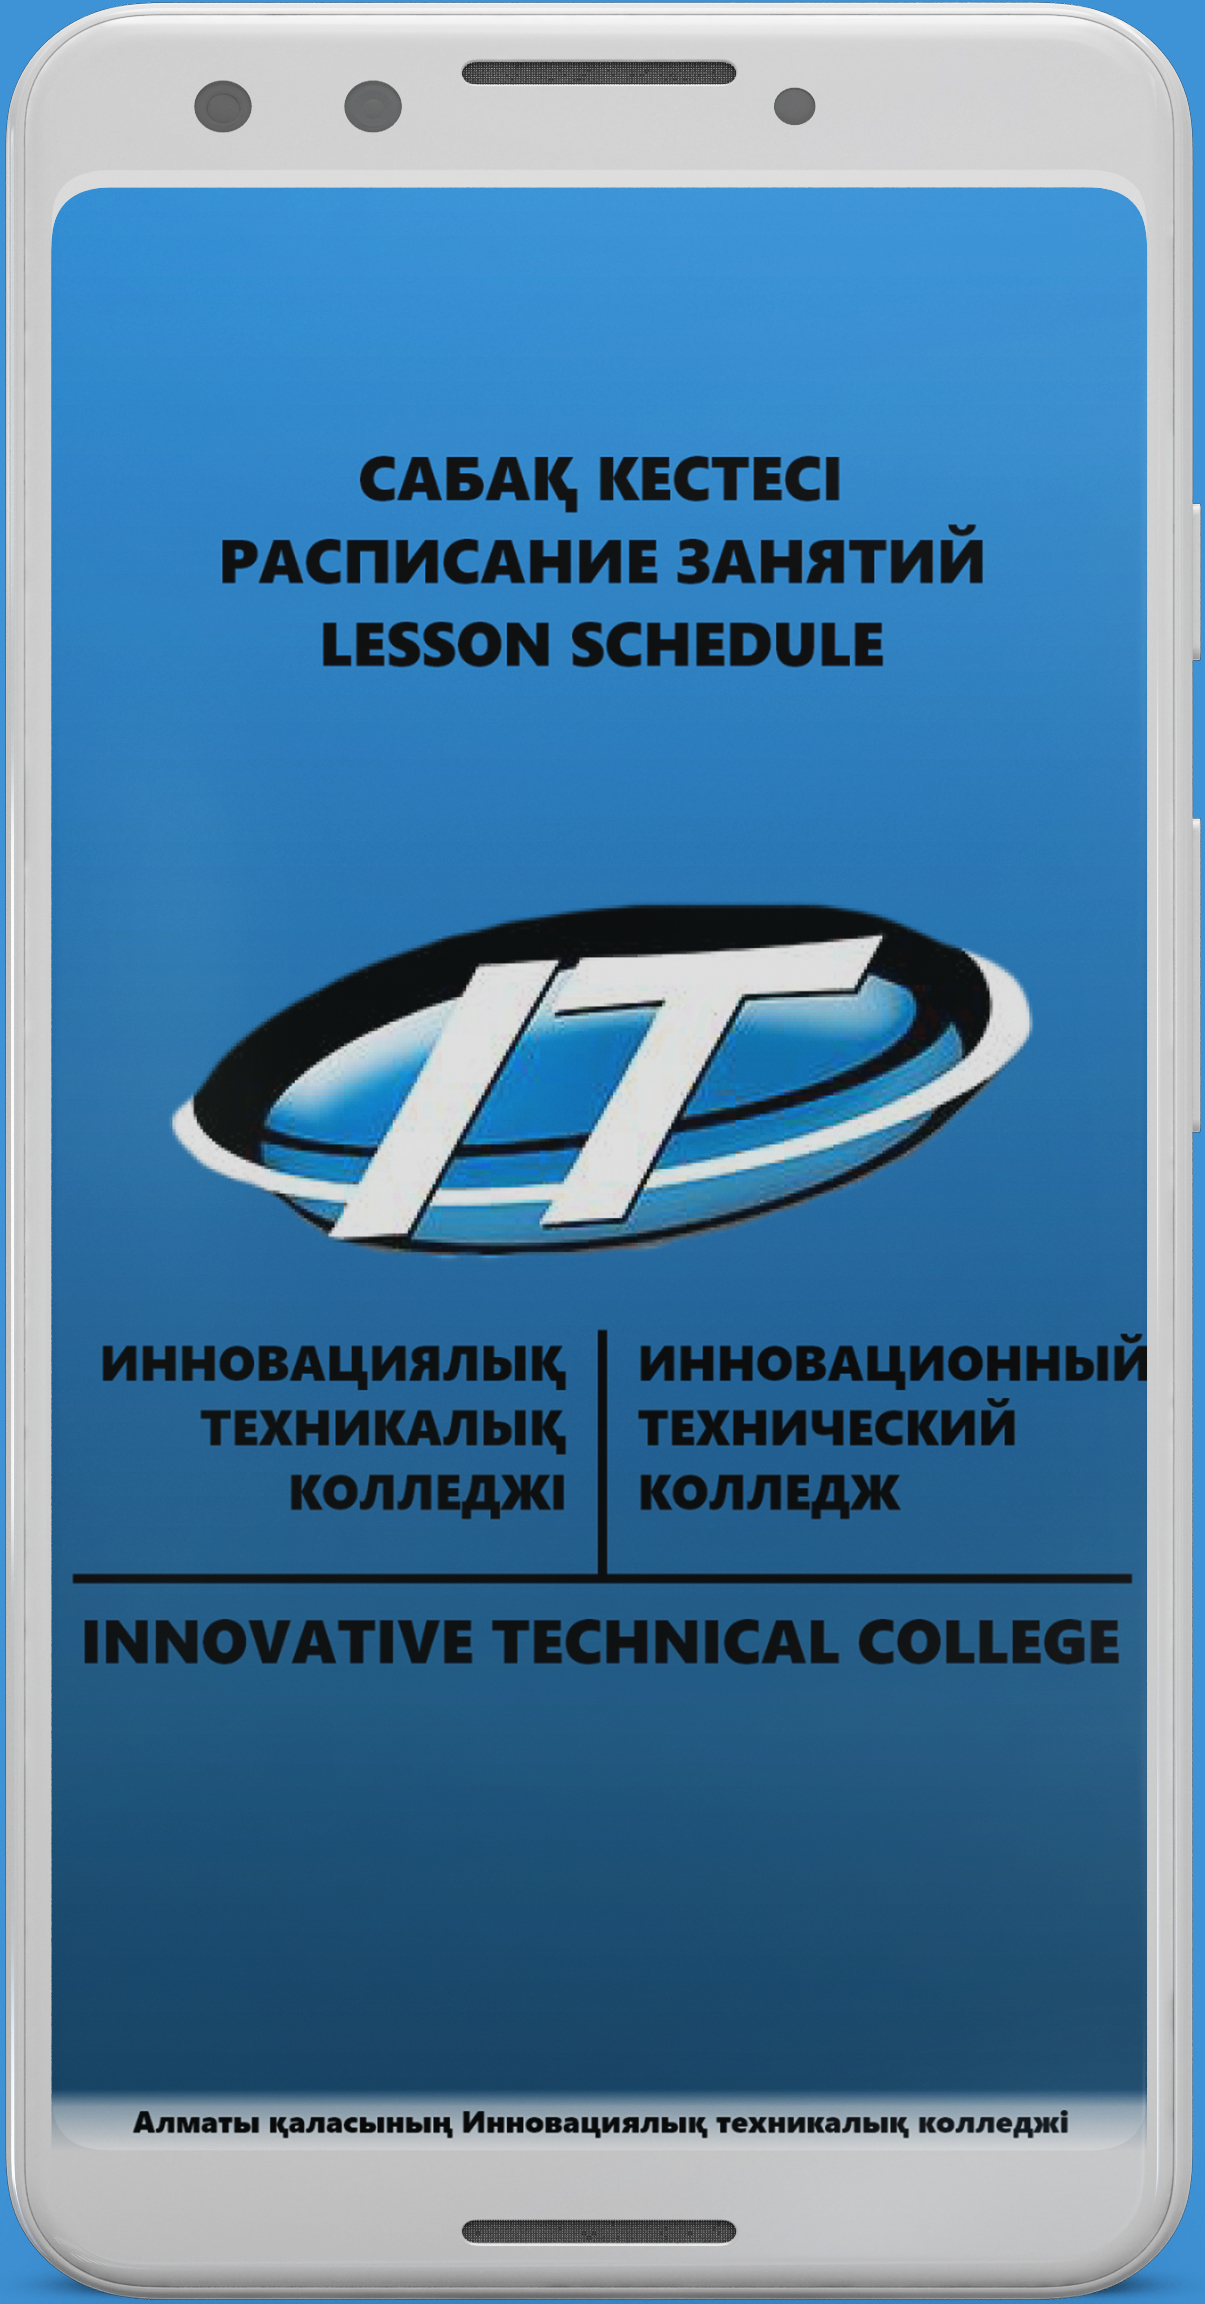 САБАҚ КЕСТЕСІ
РАСПИСАНИЕ ЗАНЯТИЙ
LESSON SCHEDULE
IT
ИННОВАЦИЯЛЫҚ
ТЕХНИКАЛЫҚ
КОЛЛЕДЖІ
ИННОВАЦИОННЫЙ
ТЕХНИЧЕСКИЙ
КОЛЛЕДЖ
INNOVATIVE TECHNICAL COLLEGE
Алматы қаласының Инновациялық техникалық колледжі